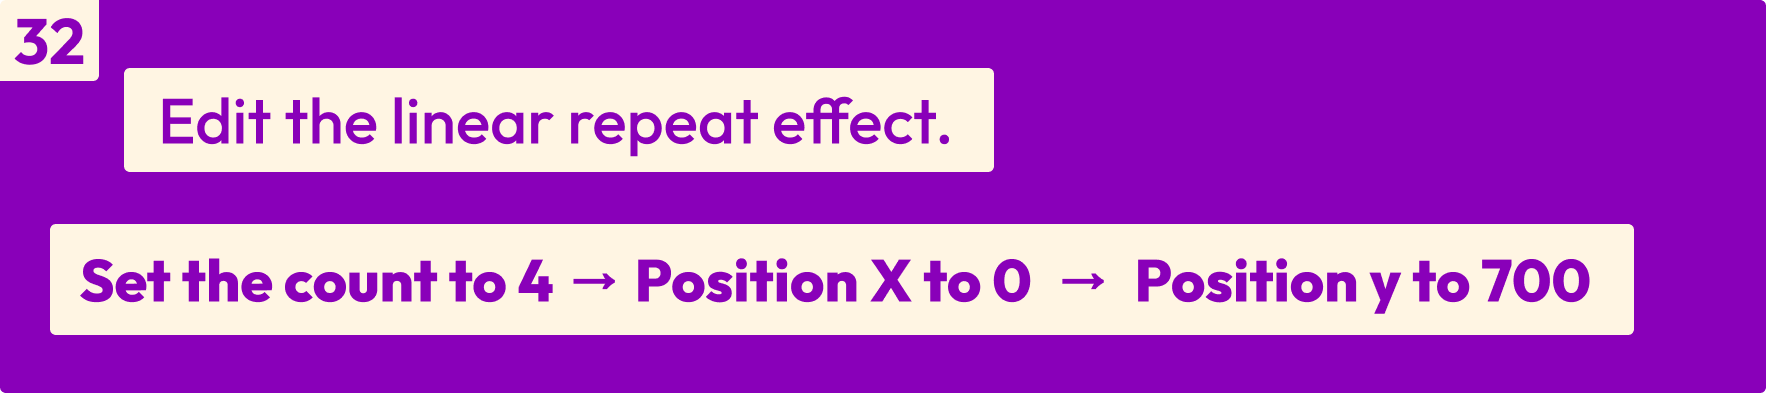 32
Edit the linear repeat effect.
Set the count to 4 → Position X to 0 → Position y to 700